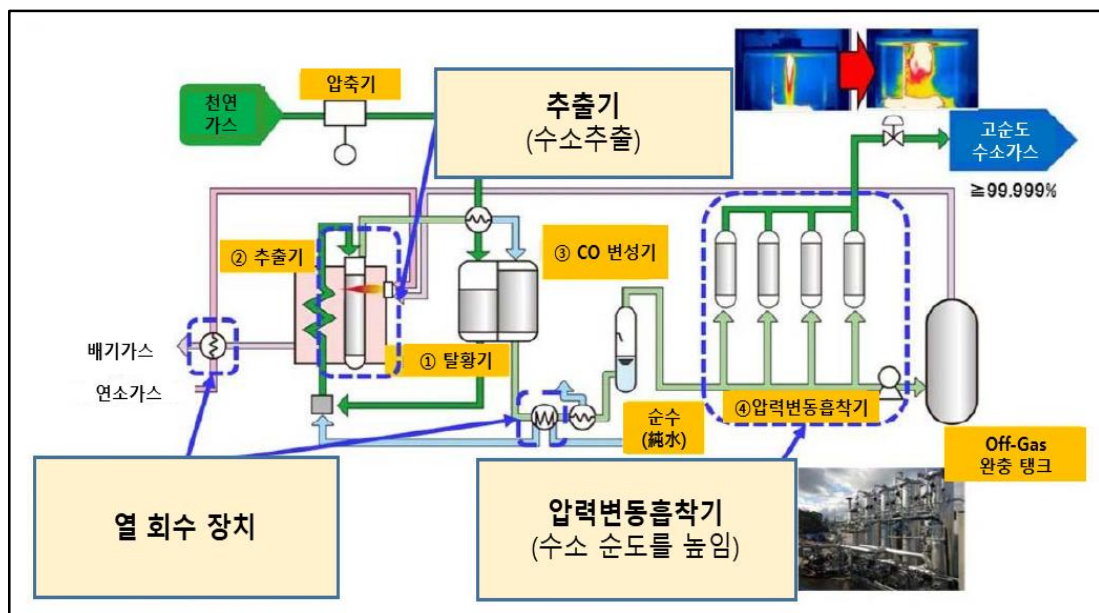 천연
가스
압축기
추출기
(수소추출)
고순도
수소가스
≧99.999%
② 추출기
③ CO 변성기
배기가스
① 탈황기
연소가스
④압력변동흡착기
순수
(純水)
Off-Gas
완충 탱크
열 회수 장치
압력변동흡착기
(수소 순도를 높임)